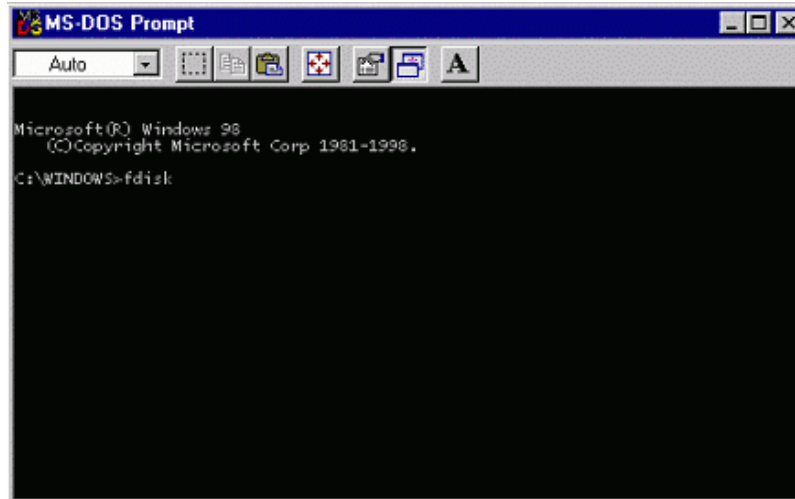 MS-DOS Prompt
Auto
A
Microsoft(R) Windows 98
(C)Copyright Microsoft Corp 1981-1998.
C:\WINDOWS>fdisk